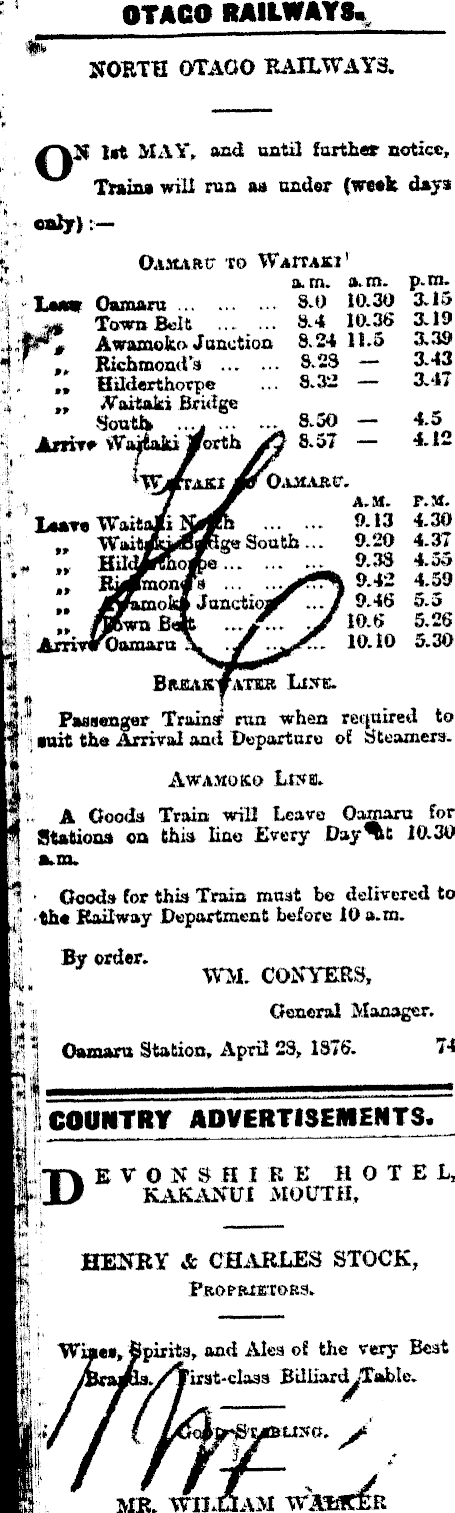 OTAGO RAILWAYS.
NORTH OTAGO RAILWAYS.
ON 1st MAY, and until further notice,
Trains will run as under (week days
only) :—
OAMARU TO WAITAKI
a.m. a.m. p.m.
Leave Oamaru ... ... ... 8.0 10.30 3.15
„ Town Belt ... ... 8.4 10.36 3.19
„ Awamoko Junction 8.24 11.5 3.39
„ Richmond's ... ... 8.28 — 3.43
„ Hilderthorpe ... 8.32 — 3.47
„ Waitaki Bridge
South ... ... ... 8.50 — 4.5
Arrive Waitaki North ... 8.57 — 4.12
WAITAKI TO OAMARU.
A.M. P.M.
Leave Waitaki North ... ... 9.13 4.30
„ Waitaki Bridge South ... 9.20 4.37
„ Hilderthorpe ... ... ... 9.38 4.55
„ Richmond's ... ... ... 9.42 4.59
„ Awamoko Junction ... 9.46 5.5
„ Town Belt ... ... 10.6 5.26
Arrive Oamaru ... ... ... 10.10 5.30
BREAKWATER LINE.
Passenger Trains run when required to
suit the Arrival and Departure of Steamers.
AWAMOKO LINE.
A Goods Train will Leave Oamaru for
Stations on this line Every Day at 10.30
a.m.
Goods for this Train must be delivered to
the Railway Department before 10 a.m.
By order.
WM. CONYERS,
General Manager.
Oamaru Station, April 28, 1876. 74
COUNTRY ADVERTISEMENTS.
DEVONSHIRE HOTEL,
KAKANUI MOUTH,
HENRY & CHARLES STOCK,
PROPRIETORS.
Wines, Spirits, and Ales of the very Best
Brands. First-class Billiard Table.
GOOD STABLING.
MR. WILLIAM WALKER